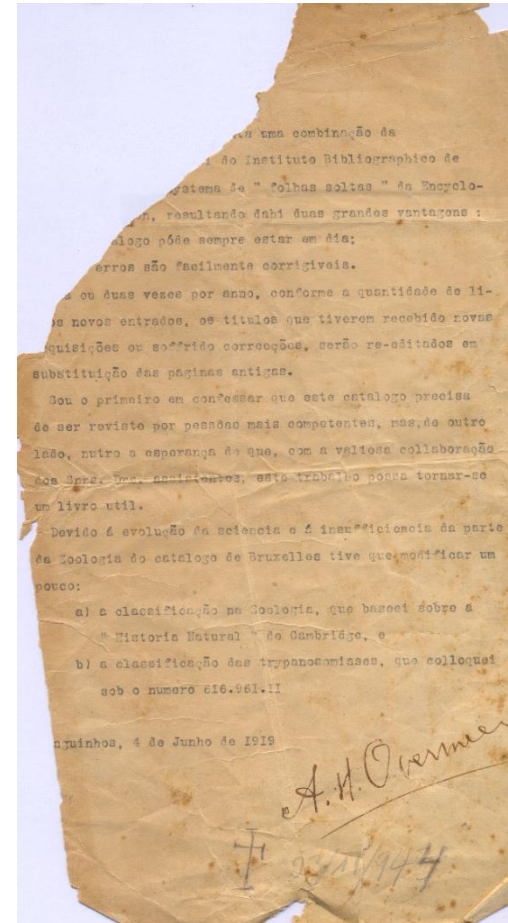 uma combinação da
do Instituto Bibliographico de
ystema de " folhas soltas " da Encyclo-
n, resultando dahi duas grandes vantagens :
alogo póde sempre estar em dia;
erros são facilmente corrigiveis.
ou duas vezes por anno, conforme a quantidade de li-
os novos entrados, os titulos que tiverem recebido novas
quisições ou soffrido correcções, serão re-editados em
substituição das paginas antigas.
Sou o primeiro em confessar que este catalogo precisa
de ser revisto por pessôas mais competentes, mas,de outro
lado, nutro a esperança de que, com a valiosa collaboração
dos Snrs. Drs. assistentes, este trabalho possa tornar-se
um livro util.
Devido á evolução da sciencia e á insufficiencia da parte
da Zoologia do catalogo de Bruxelles tive que modificar um
pouco:
a) a classificação na Zoologia, que baseei sobre a
" Historia Natural " de Cambridge, e
b) a classificação das trypanosomiases, que colloquei
sob o numero 616.961.II
nguinhos, 4 de Junho de I919
A. H. Overmeer
944